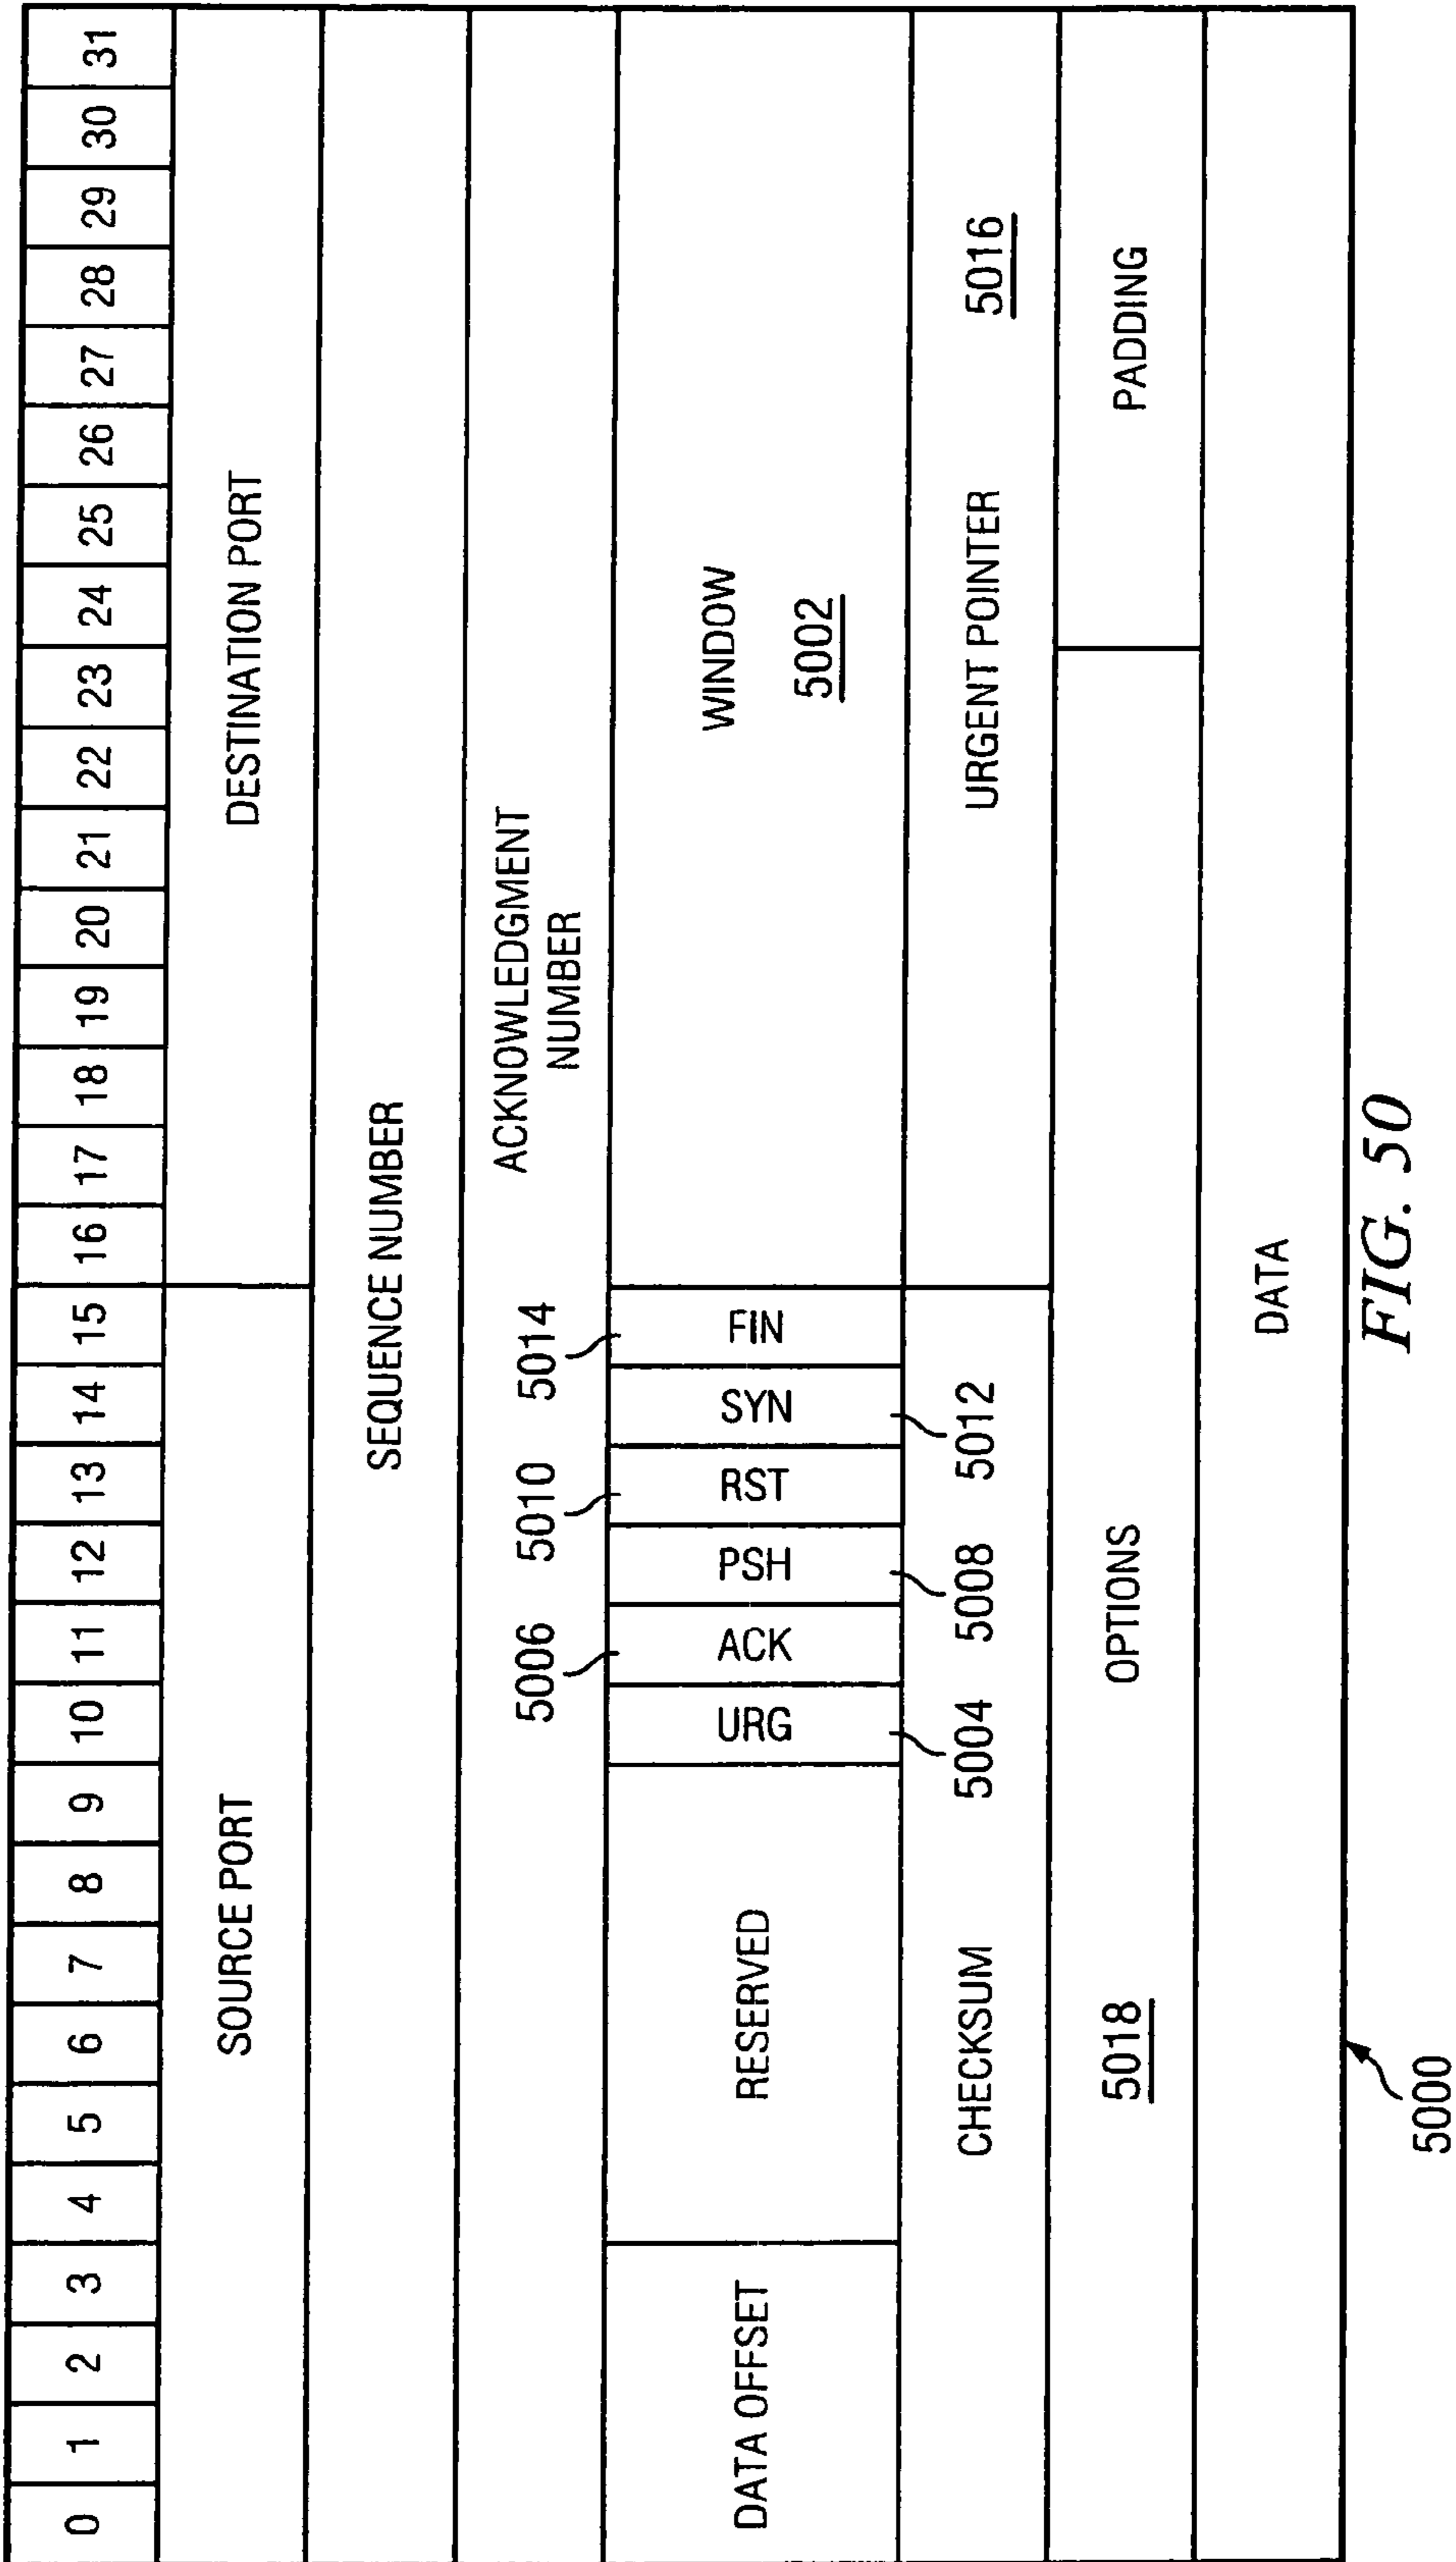 0 1 2 3 4 5 6 7 8 9 10 11 12 13 14 15 16 17 18 19 20 21 22 23 24 25 26 27 28 29 30 31
SOURCE PORT DESTINATION PORT
SEQUENCE NUMBER
ACKNOWLEDGMENT
NUMBER
5006 5010 5014
DATA OFFSET RESERVED URG ACK PSH RST SYN FIN WINDOW
5002
5004 5008 5012
CHECKSUM URGENT POINTER 5016
5018 OPTIONS PADDING
DATA
5000
FIG. 50